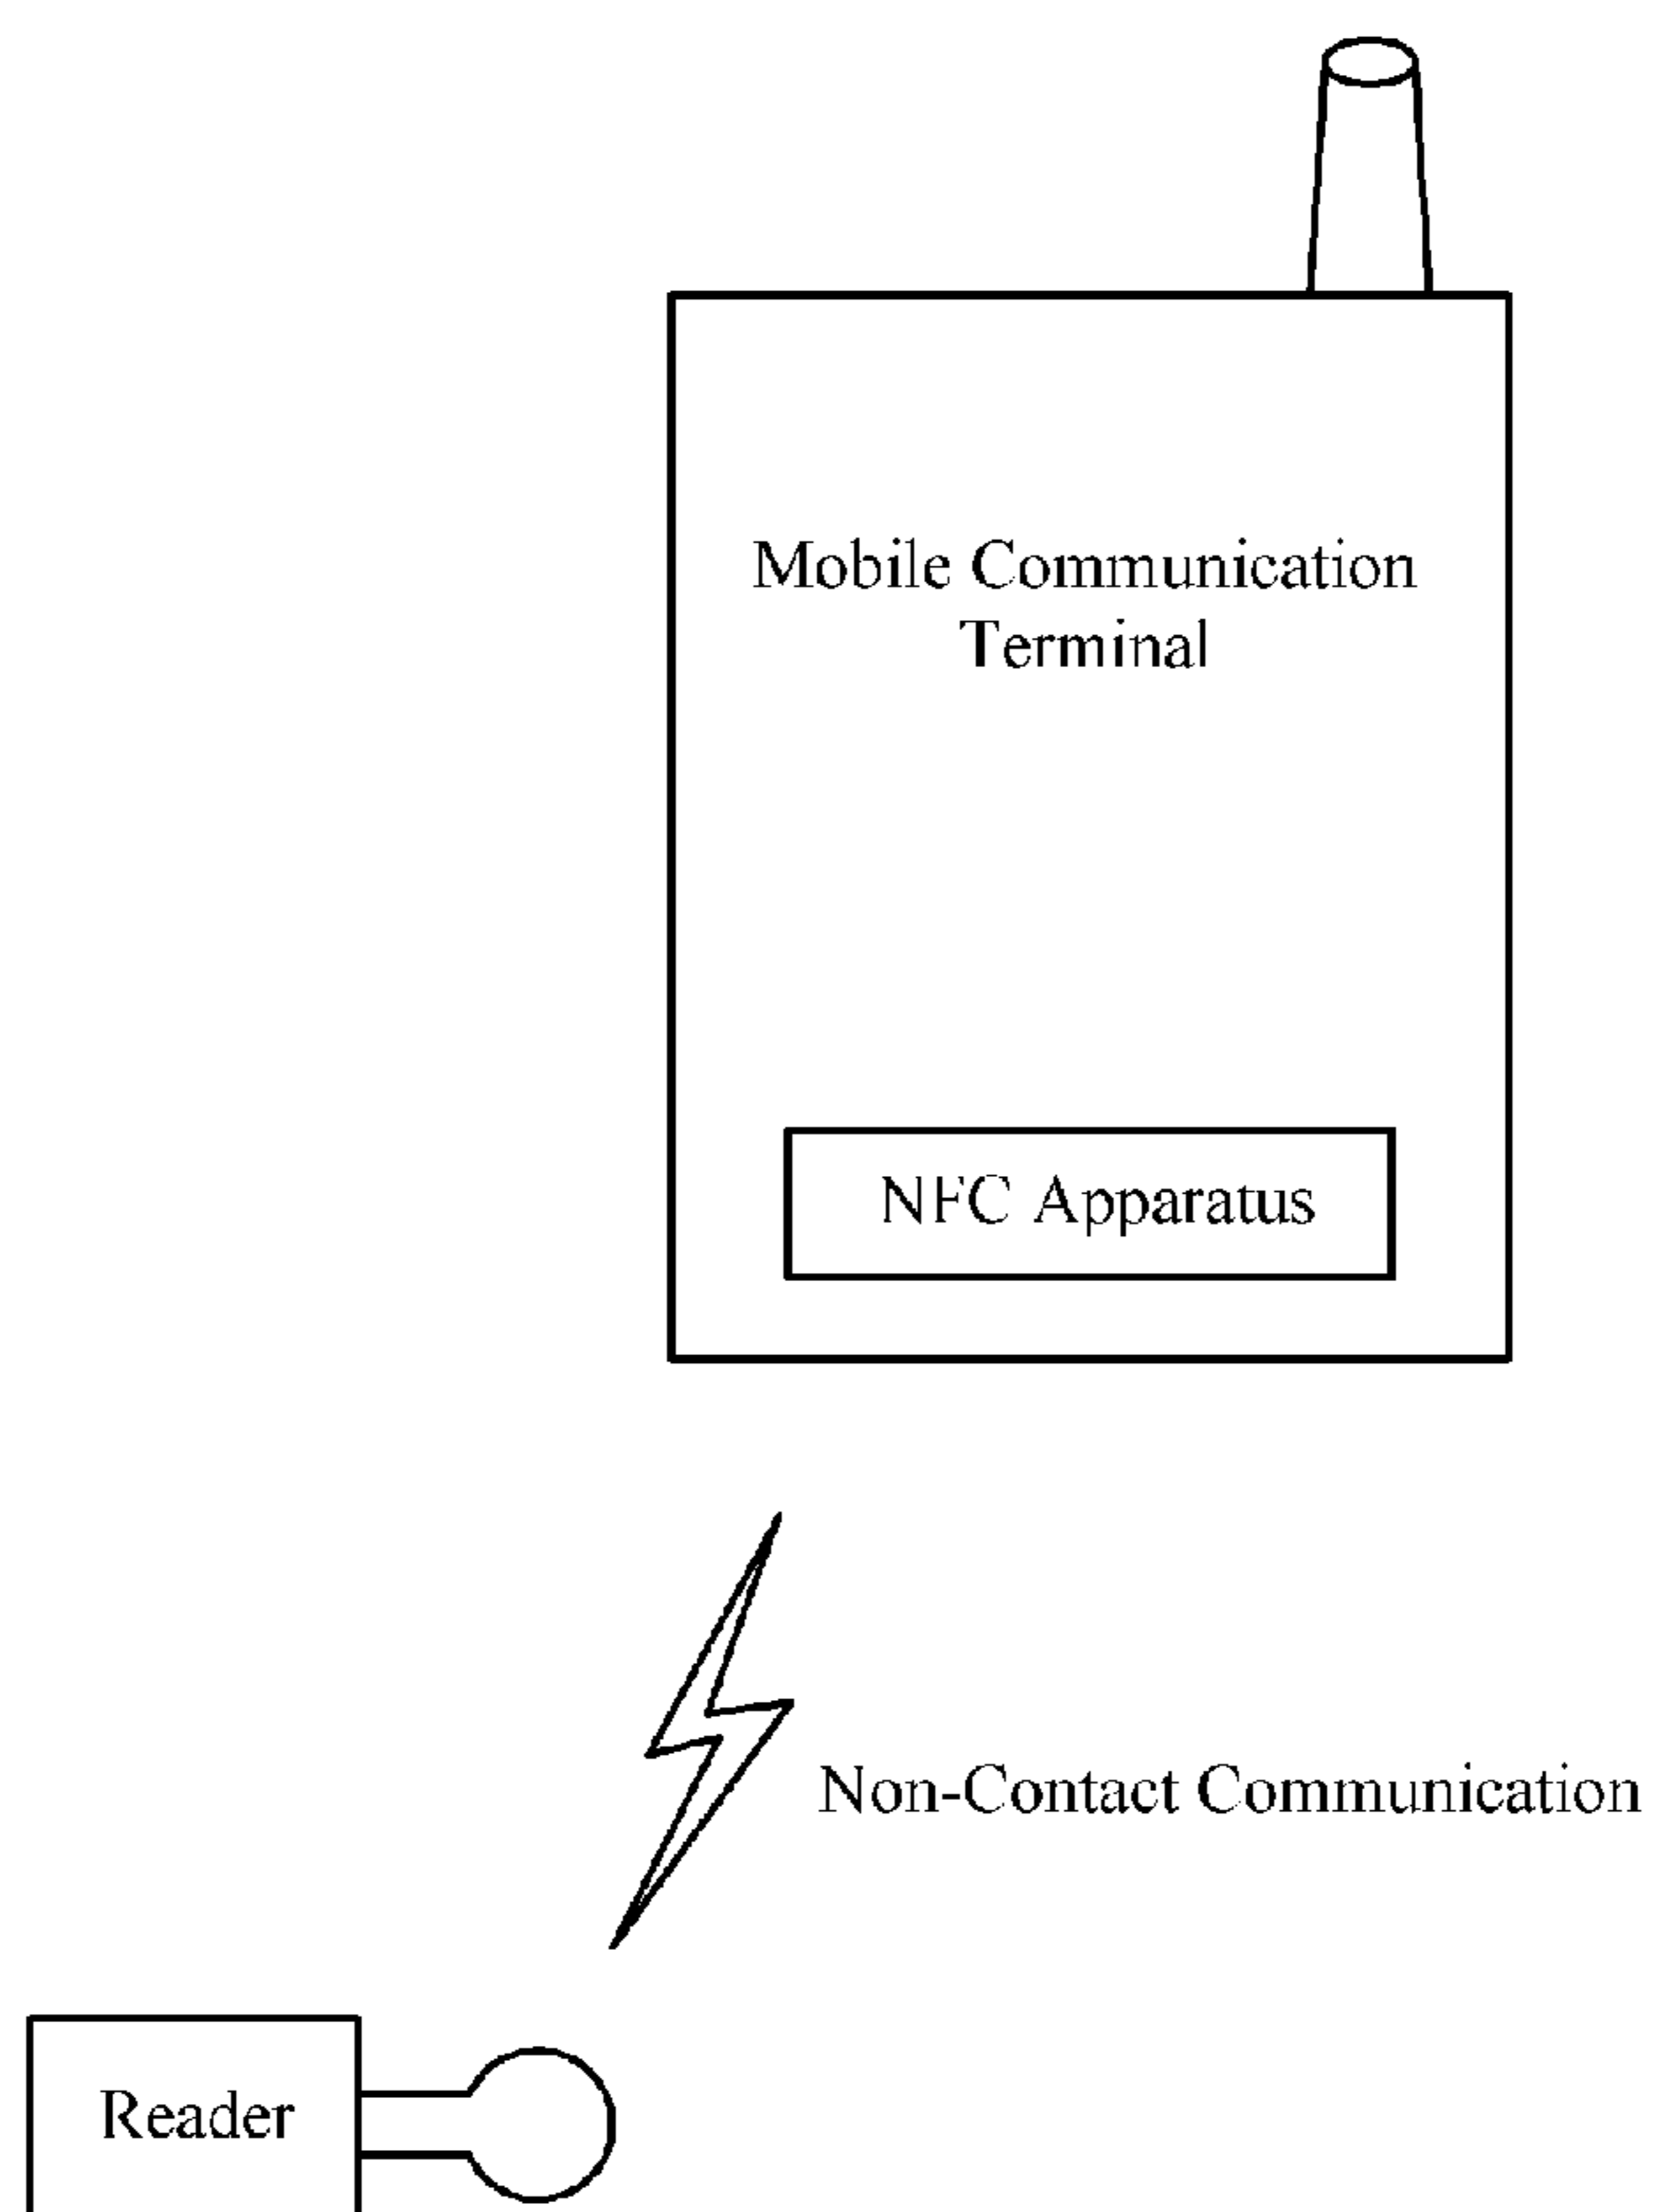 Mobile Communication
Terminal
NFC Apparatus
Non-Contact Communication
Reader